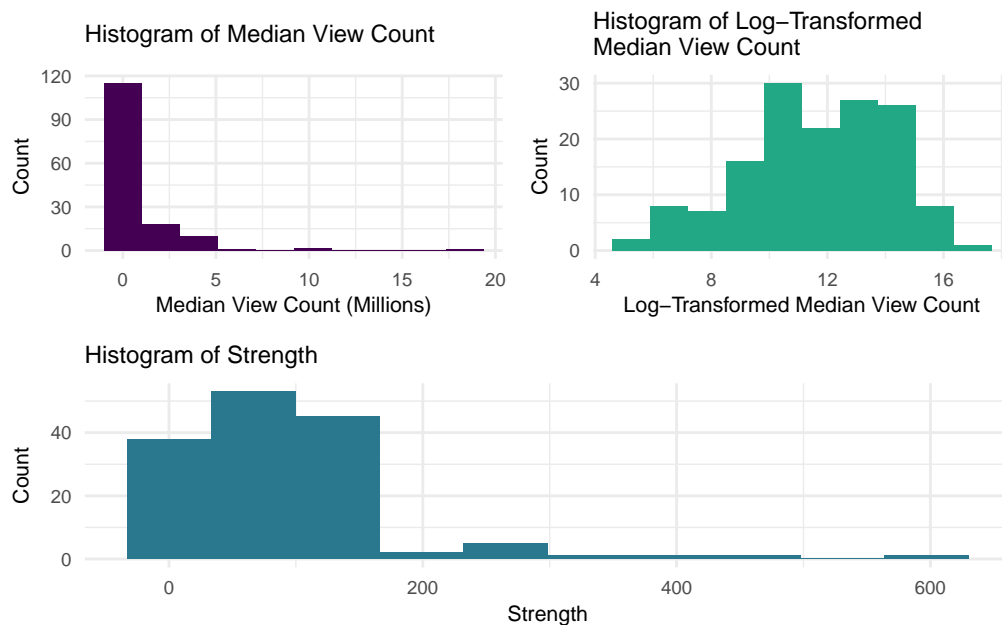 Histogram of Median View Count
120
90
60
30
0
Count
0 5 10 15 20
Median View Count (Millions)
Histogram of Log−Transformed
Median View Count
30
20
10
0
Count
4 8 12 16
Log−Transformed Median View Count
Histogram of Strength
40
20
0
Count
0 200 400 600
Strength